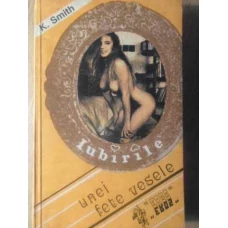 K. Smith
Iubirile
unei
fete vesele